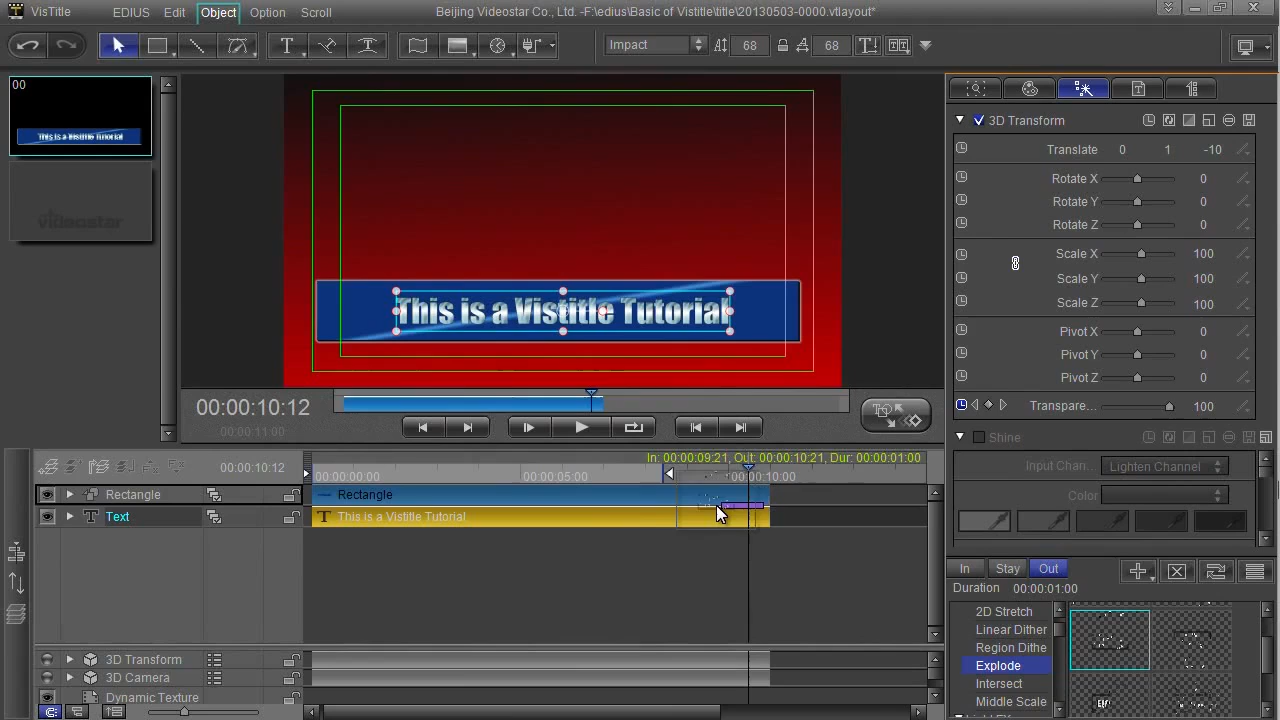 VisTitle EDIUS Edit Object Option Scroll Beijing VideoStar Co., Ltd. -F:\edius\Basic of Vistitle\title\20130503-0000.vtlayout*
Impact 68 68
00
This is a Vistitle Tutorial
videostar
This is a Vistitle Tutorial
3D Transform
Translate 0 1 -10
Rotate X 0
Rotate Y 0
Rotate Z 0
Scale X 100
Scale Y 100
Scale Z 100
Pivot X 0
Pivot Y 0
Pivot Z 0
Transpare... 100
00:00:10:12
00:00:11:00
Shine
Input Chan... Lighten Channel
Color
In: 00:00:09:21, Out: 00:00:10:21, Dur: 00:00:01:00
00:00:10:12 00:00:00:00 00:00:05:00 00:00:10:00
Rectangle Rectangle
Text This is a Vistitle Tutorial
In Stay Out
Duration 00:00:01:00
2D Stretch
Linear Dither
Region Dithe
Explode
Intersect
Middle Scale
3D Transform
3D Camera
Dynamic Texture